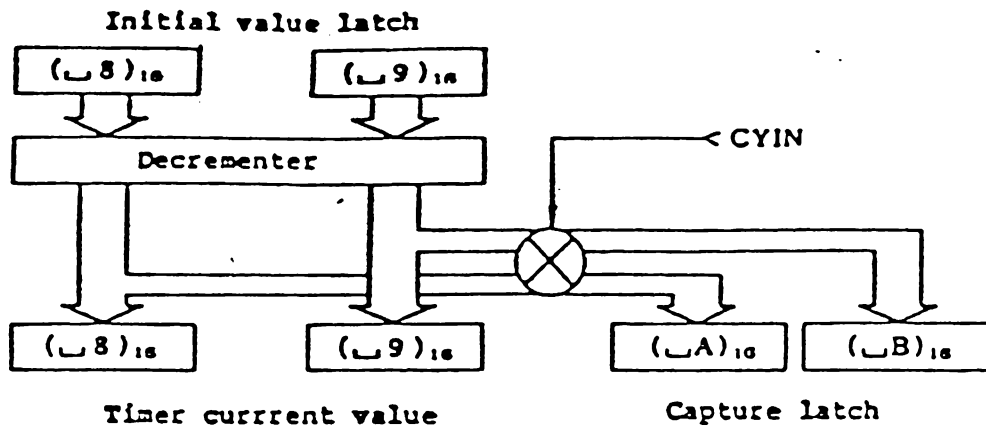 Initial value latch
(␣8)₁₆ (␣9)₁₆
CYIN
Decrementer
(␣8)₁₆ (␣9)₁₆ (␣A)₁₆ (␣B)₁₆
Timer currrent value Capture latch